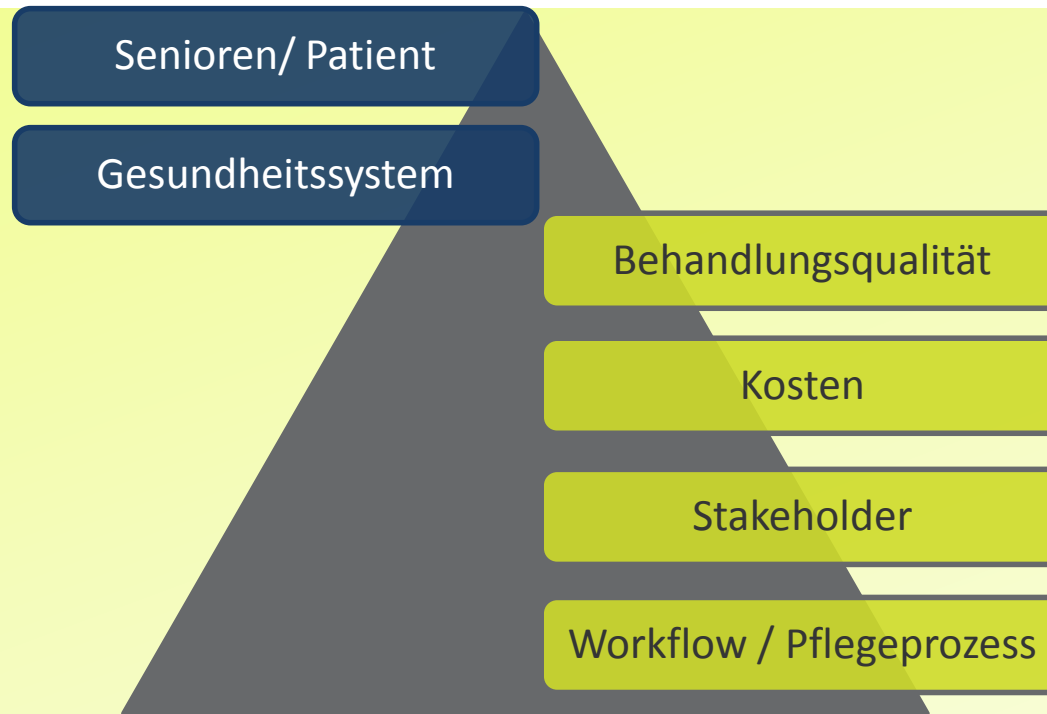 Senioren/ Patient
Gesundheitssystem
Behandlungsqualität
Kosten
Stakeholder
Workflow / Pflegeprozess